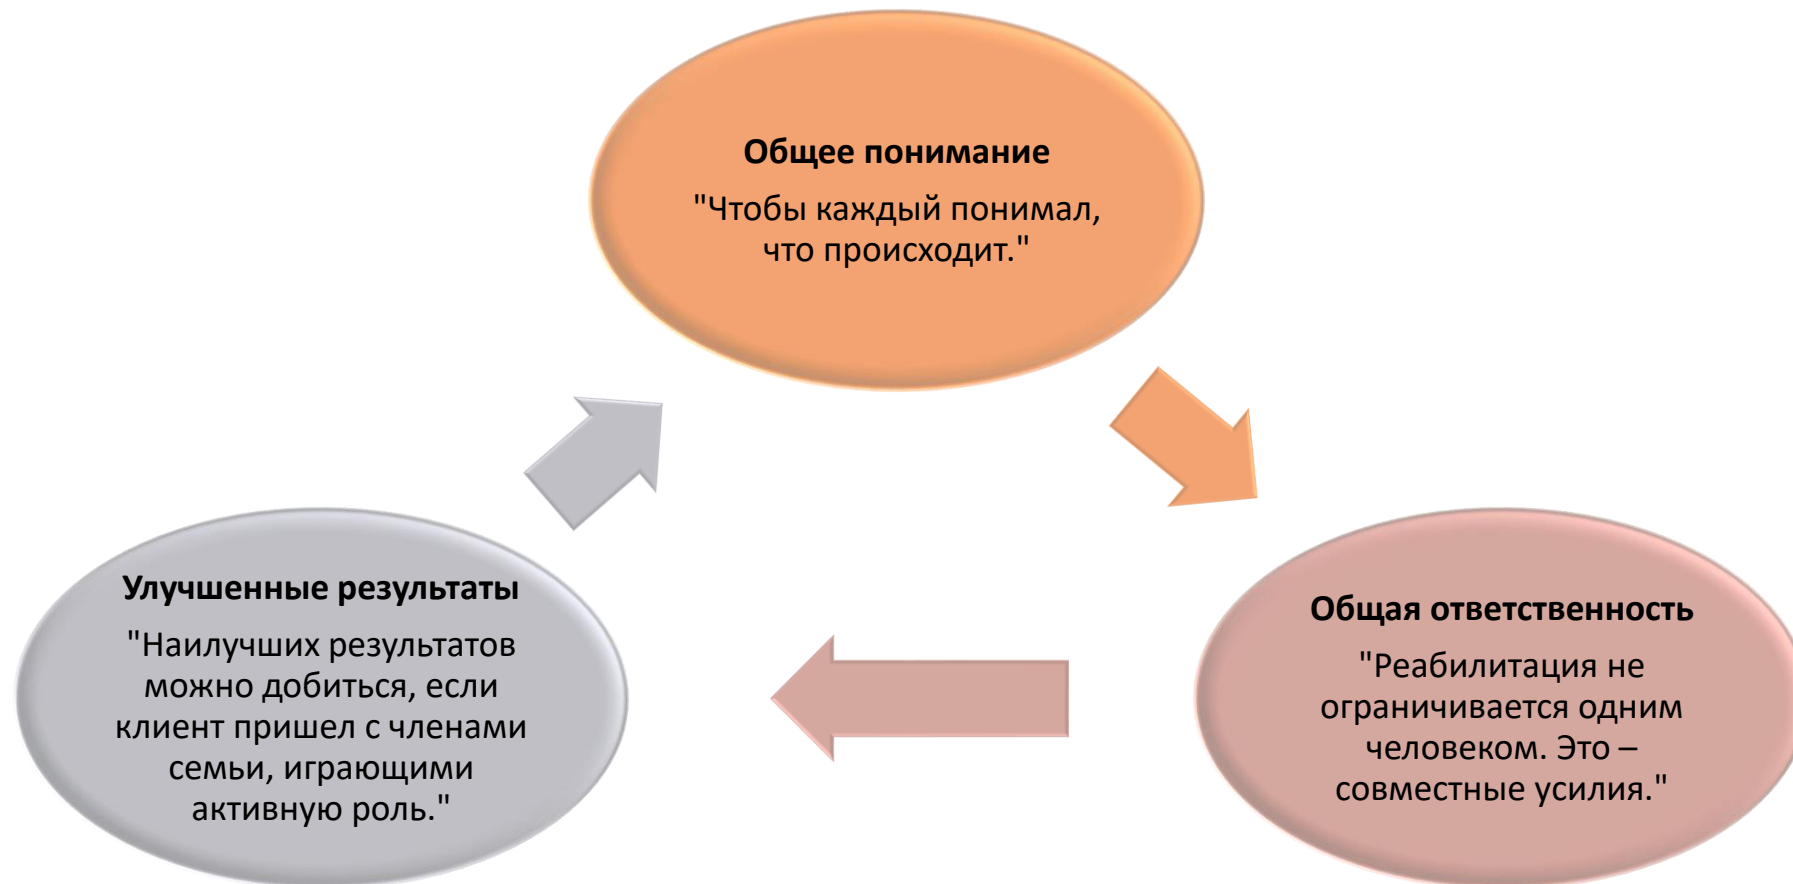 Общее понимание
"Чтобы каждый понимал,
что происходит."
Улучшенные результаты
"Наилучших результатов
можно добиться, если
клиент пришел с членами
семьи, играющими
активную роль."
Общая ответственность
"Реабилитация не
ограничивается одним
человеком. Это –
совместные усилия."